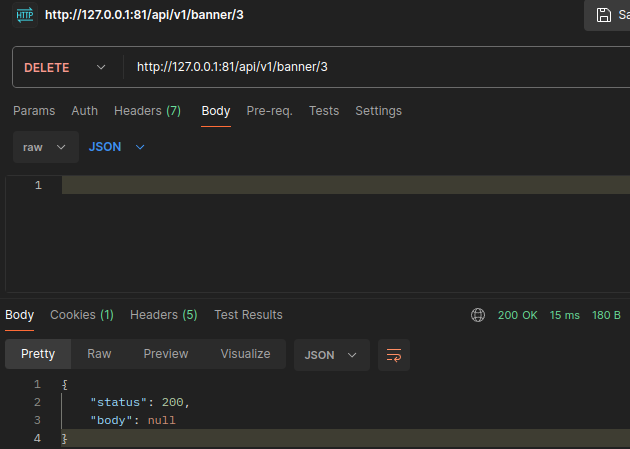 HTTP http://127.0.0.1:81/api/v1/banner/3
DELETE http://127.0.0.1:81/api/v1/banner/3
Params Auth Headers (7) Body Pre-req. Tests Settings
raw JSON
1
Body Cookies (1) Headers (5) Test Results 200 OK 15 ms 180 B
Pretty Raw Preview Visualize JSON
1 {
2 "status": 200,
3 "body": null
4 }